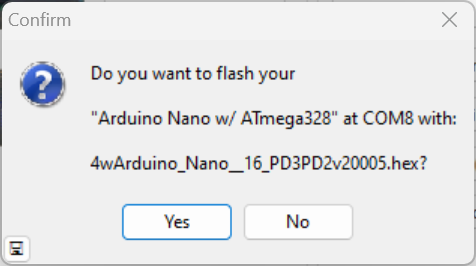 Confirm
Do you want to flash your
"Arduino Nano w/ ATmega328" at COM8 with:
4wArduino_Nano__16_PD3PD2v20005.hex?
Yes No